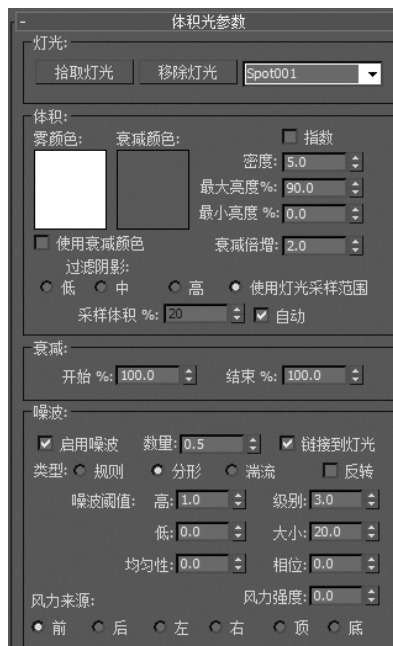 - 体积光参数
灯光:
拾取灯光 移除灯光 Spot001
体积:
雾颜色: 衰减颜色: 指数
密度: 5.0
最大亮度%: 90.0
最小亮度 %: 0.0
使用衰减颜色 衰减倍增: 2.0
过滤阴影:
低 中 高 使用灯光采样范围
采样体积 %: 20 自动
衰减:
开始 %: 100.0 结束 %: 100.0
噪波:
启用噪波 数量: 0.5 链接到灯光
类型: 规则 分形 湍流 反转
噪波阈值: 高: 1.0 级别: 3.0
低: 0.0 大小: 20.0
均匀性: 0.0 相位: 0.0
风力来源: 风力强度: 0.0
前 后 左 右 顶 底